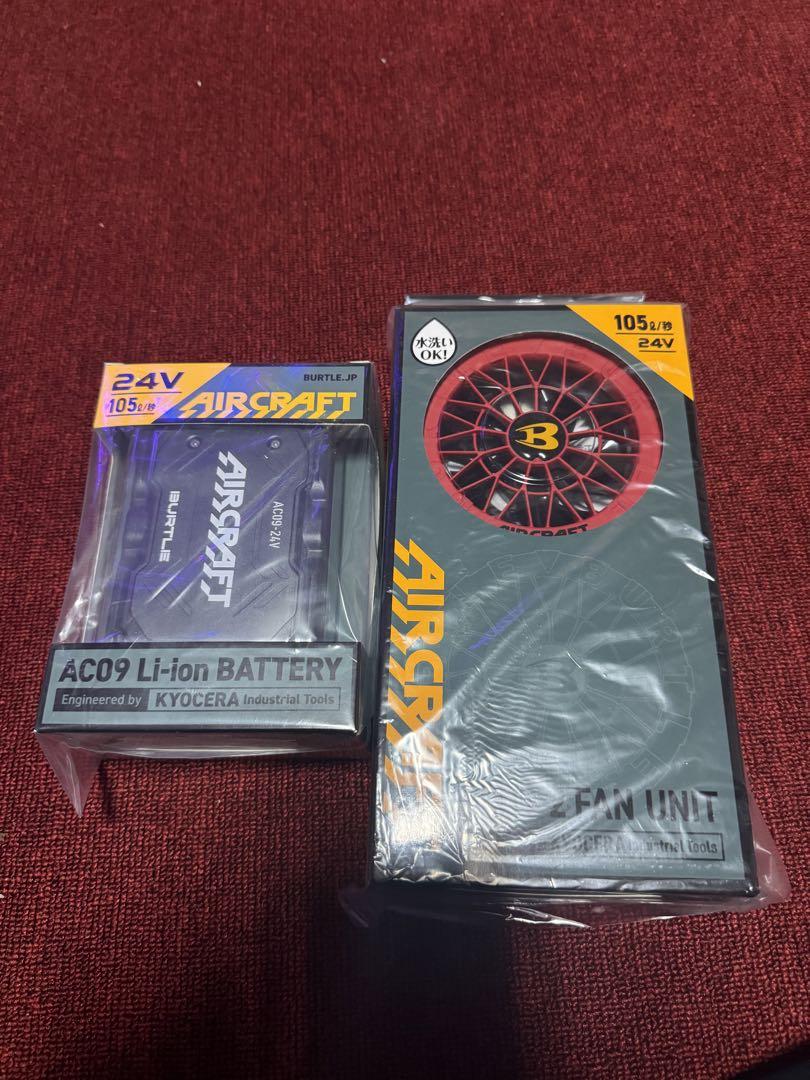 24V
105ℓ/秒
BURTLE.JP
AIRCRAFT
AIRCRAFT
BURTLE
AC09-24V
AC09 Li-ion BATTERY
Engineered by KYOCERA Industrial Tools
水洗い
OK!
105ℓ/秒
24V
B
AIRCRAFT
AIRCRAFT
FAN UNIT
KYOCERA Industrial Tools